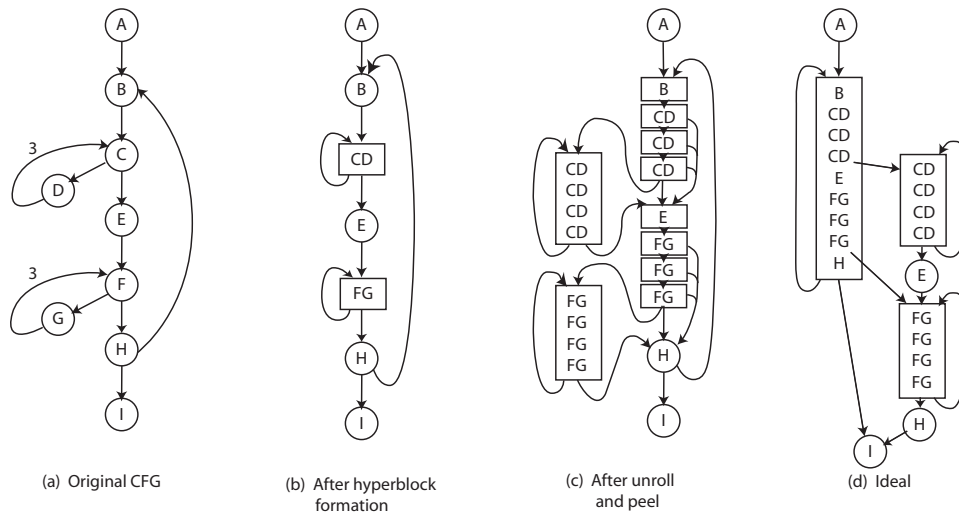 A
B
3
C
D
E
3
F
G
H
I
(a) Original CFG
A
B
CD
E
FG
H
I
(b) After hyperblock
formation
A
B
CD
CD
CD
CD
CD
CD
CD
E
FG
FG
FG
FG
FG
FG
FG
H
I
(c) After unroll
and peel
A
B
CD
CD
CD
E
FG
FG
FG
H
CD
CD
CD
CD
E
FG
FG
FG
FG
H
I
(d) Ideal